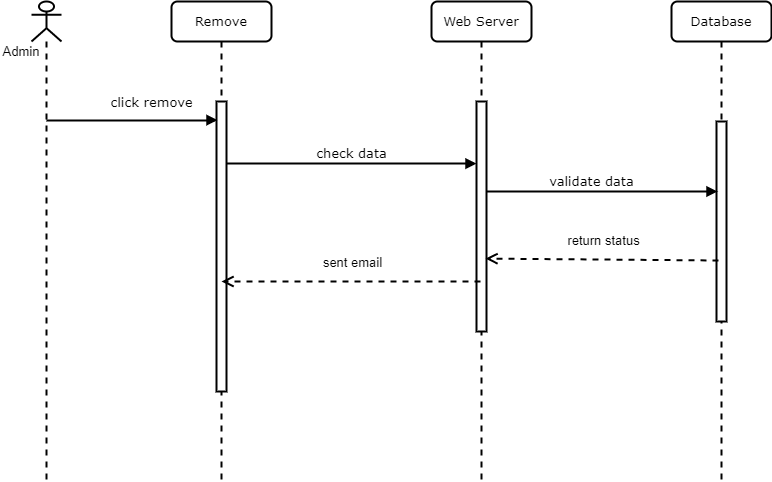 Remove
Web Server
Database
Admin
click remove
check data
validate data
return status
sent email